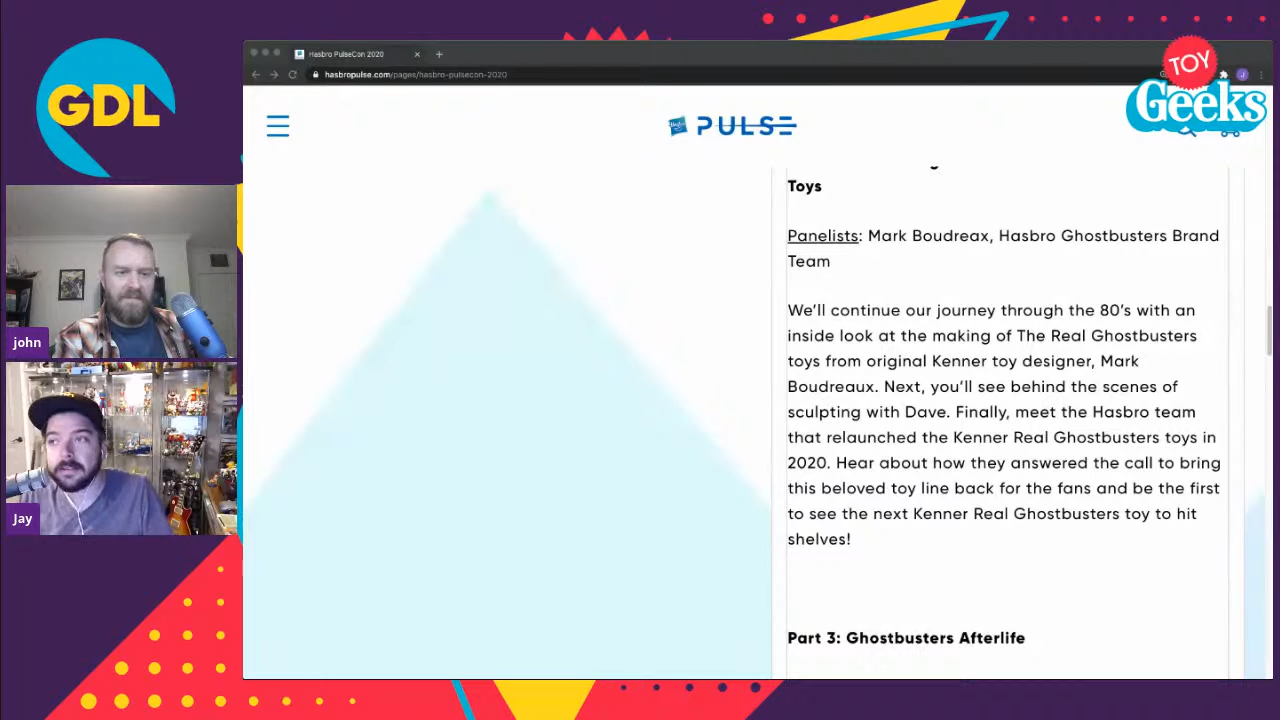 GDL
Hasbro PulseCon 2020
hasbropulse.com/pages/hasbro-pulsecon-2020
TOY
Geeks
PULSE
Toys
Panelists: Mark Boudreax, Hasbro Ghostbusters Brand
Team
We'll continue our journey through the 80's with an
inside look at the making of The Real Ghostbusters
toys from original Kenner toy designer, Mark
Boudreaux. Next, you'll see behind the scenes of
sculpting with Dave. Finally, meet the Hasbro team
that relaunched the Kenner Real Ghostbusters toys in
2020. Hear about how they answered the call to bring
this beloved toy line back for the fans and be the first
to see the next Kenner Real Ghostbusters toy to hit
shelves!
Part 3: Ghostbusters Afterlife
john
Jay